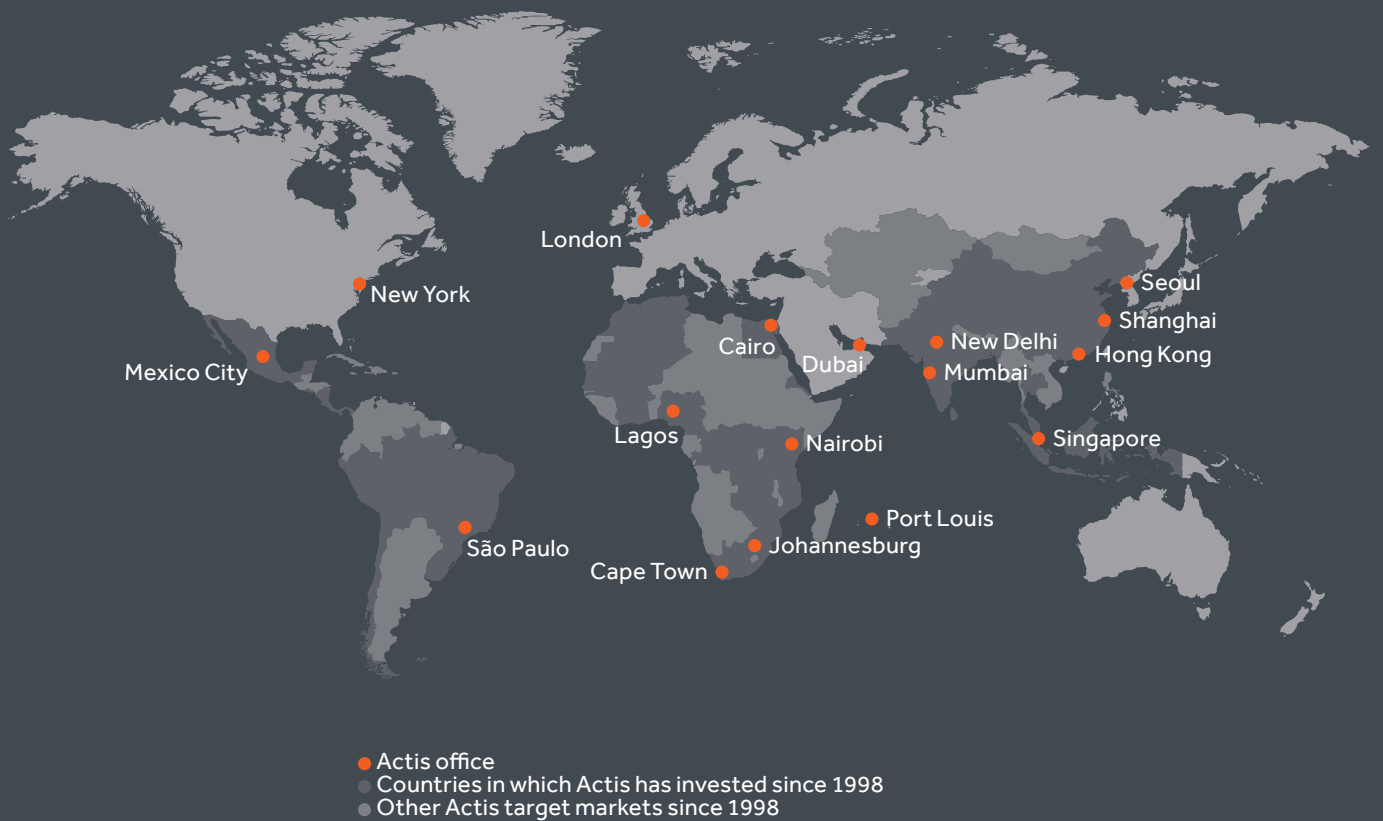 London
Seoul
New York
Shanghai
Cairo
New Delhi
Hong Kong
Dubai
Mexico City
Mumbai
Lagos
Nairobi
Singapore
Port Louis
São Paulo
Johannesburg
Cape Town
Actis office
Countries in which Actis has invested since 1998
Other Actis target markets since 1998